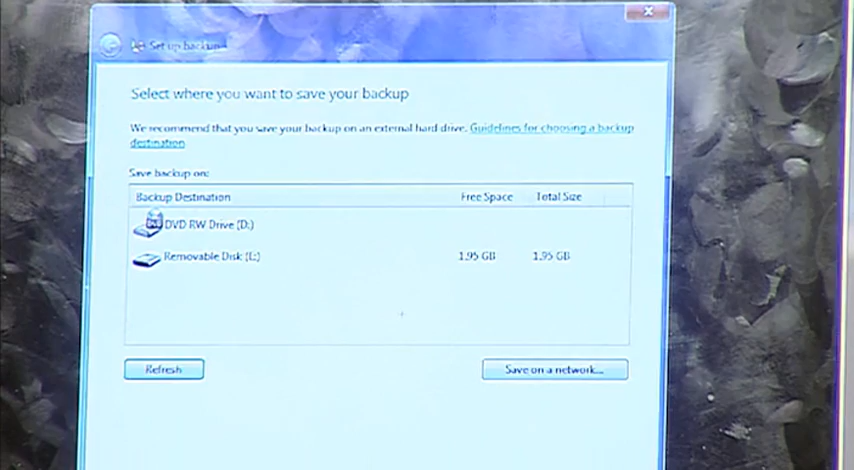 Set up backup
Select where you want to save your backup
We recommend that you save your backup on an external hard drive. Guidelines for choosing a backup
destination
Save backup on:
Backup Destination Free Space Total Size
DVD RW Drive (D:)
Removable Disk (E:) 1.95 GB 1.95 GB
Refresh Save on a network...